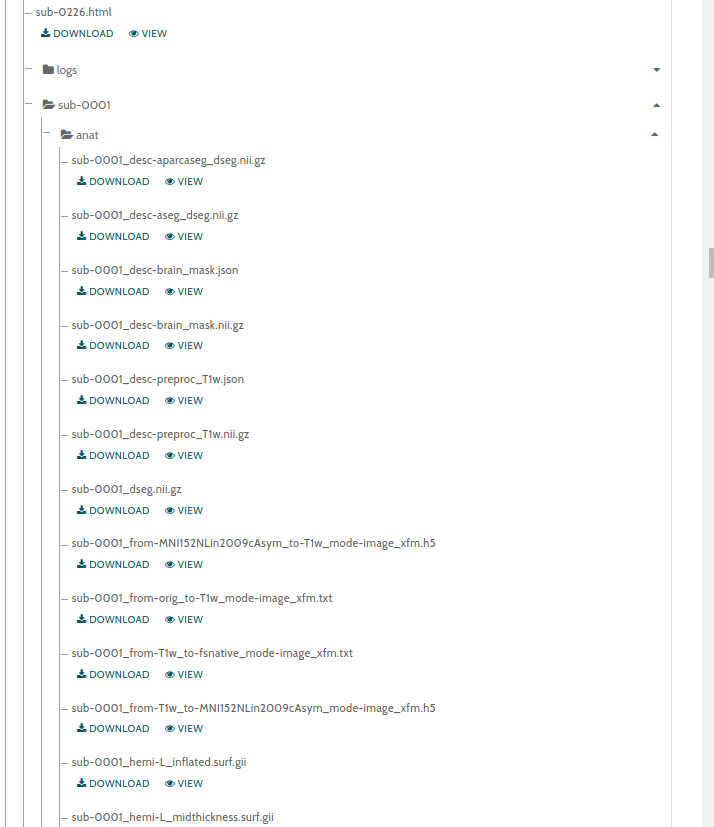 sub-0226.html
DOWNLOAD VIEW
logs
sub-0001
anat
sub-0001_desc-aparcaseg_dseg.nii.gz
DOWNLOAD VIEW
sub-0001_desc-aseg_dseg.nii.gz
DOWNLOAD VIEW
sub-0001_desc-brain_mask.json
DOWNLOAD VIEW
sub-0001_desc-brain_mask.nii.gz
DOWNLOAD VIEW
sub-0001_desc-preproc_T1w.json
DOWNLOAD VIEW
sub-0001_desc-preproc_T1w.nii.gz
DOWNLOAD VIEW
sub-0001_dseg.nii.gz
DOWNLOAD VIEW
sub-0001_from-MNI152NLin2009cAsym_to-T1w_mode-image_xfm.h5
DOWNLOAD VIEW
sub-0001_from-orig_to-T1w_mode-image_xfm.txt
DOWNLOAD VIEW
sub-0001_from-T1w_to-fsnative_mode-image_xfm.txt
DOWNLOAD VIEW
sub-0001_from-T1w_to-MNI152NLin2009cAsym_mode-image_xfm.h5
DOWNLOAD VIEW
sub-0001_hemi-L_inflated.surf.gii
DOWNLOAD VIEW
sub-0001_hemi-L_midthickness.surf.gii